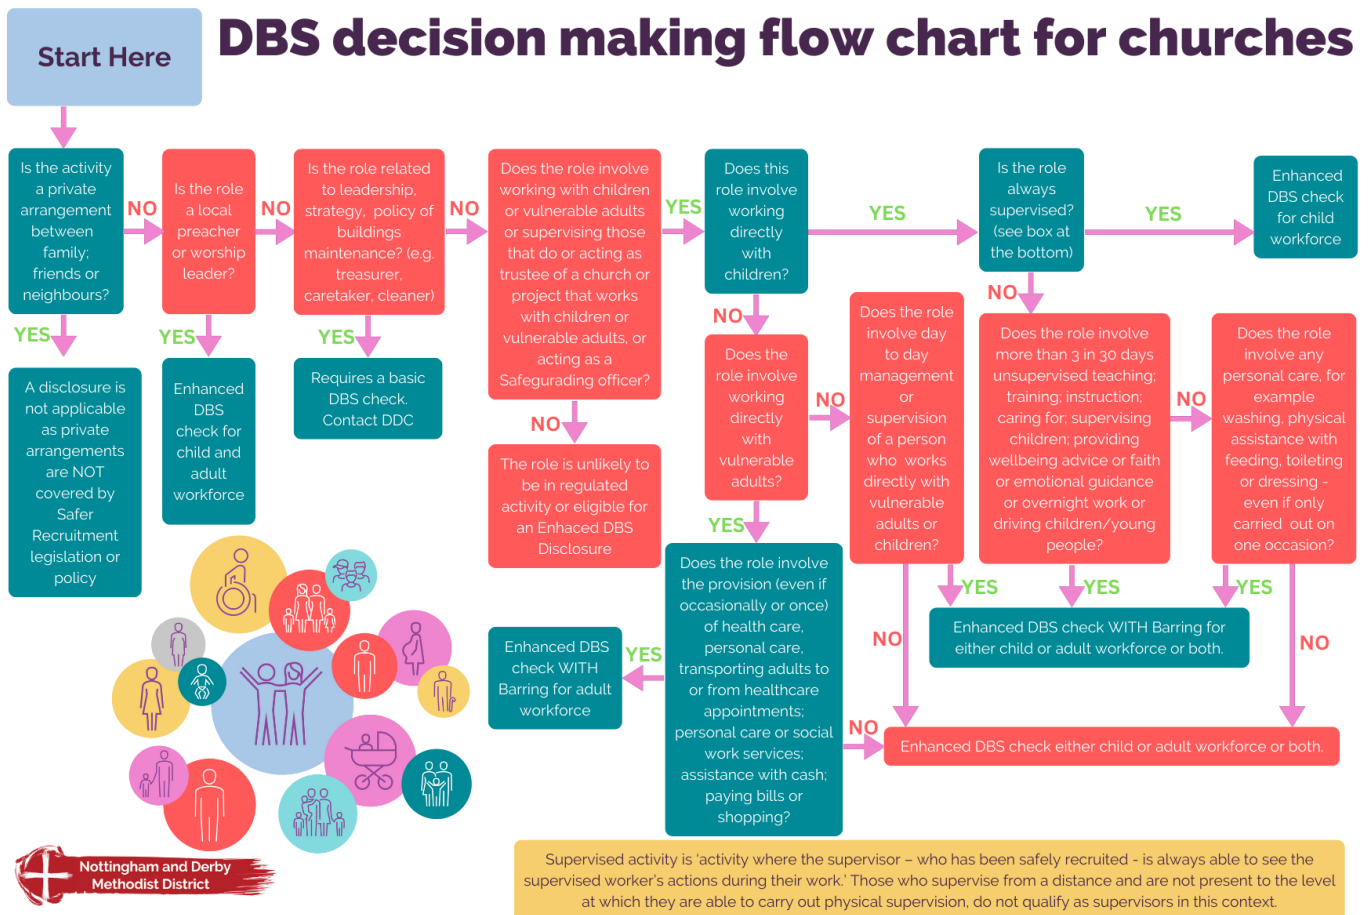 Start Here
DBS decision making flow chart for churches
Is the activity
a private
arrangement
between
family;
friends or
neighbours?
NO
Is the role
a local
preacher
or worship
leader?
NO
Is the role related
to leadership,
strategy, policy of
buildings
maintenance? (e.g.
treasurer,
caretaker, cleaner)
NO
Does the role involve
working with children
or vulnerable adults
or supervising those
that do or acting as
trustee of a church or
project that works
with children or
vulnerable adults, or
acting as a
Safegurading officer?
YES
Does this
role involve
working
directly
with
children?
YES
Is the role
always
supervised?
(see box at
the bottom)
YES
Enhanced
DBS check
for child
workforce
YES
A disclosure is
not applicable
as private
arrangements
are NOT
covered by
Safer
Recruitment
legislation or
policy
YES
Enhanced
DBS
check for
child and
adult
workforce
YES
Requires a basic
DBS check.
Contact DDC
NO
The role is unlikely to
be in regulated
activity or eligible for
an Enhaced DBS
Disclosure
NO
Does the
role involve
working
directly
with
vulnerable
adults?
NO
Does the role
involve day
to day
management
or
supervision
of a person
who works
directly with
vulnerable
adults or
children?
NO
Does the role involve
more than 3 in 30 days
unsupervised teaching;
training; instruction;
caring for; supervising
children; providing
wellbeing advice or faith
or emotional guidance
or overnight work or
driving children/young
people?
NO
Does the role
involve any
personal care, for
example
washing, physical
assistance with
feeding, toileting
or dressing -
even if only
carried out on
one occasion?
YES
Does the role involve
the provision (even if
occasionally or once)
of health care,
personal care,
transporting adults to
or from healthcare
appointments;
personal care or social
work services;
assistance with cash;
paying bills or
shopping?
YES
Enhanced DBS
check WITH
Barring for adult
workforce
YES
YES
YES
Enhanced DBS check WITH Barring for
either child or adult workforce or both.
NO
NO
NO
Enhanced DBS check either child or adult workforce or both.
Nottingham and Derby
Methodist District
Supervised activity is ‘activity where the supervisor – who has been safely recruited - is always able to see the
supervised worker’s actions during their work.’ Those who supervise from a distance and are not present to the level
at which they are able to carry out physical supervision, do not qualify as supervisors in this context.